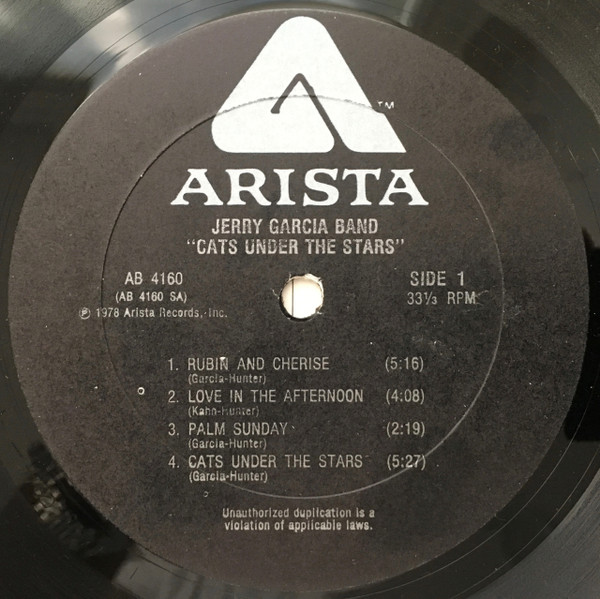 TM
ARISTA
JERRY GARCIA BAND
"CATS UNDER THE STARS"
AB 4160
(AB 4160 SA)
℗ 1978 Arista Records, Inc.
SIDE 1
33⅓ RPM
1. RUBIN AND CHERISE (5:16)
(Garcia-Hunter)
2. LOVE IN THE AFTERNOON (4:08)
(Kahn-Hunter)
3. PALM SUNDAY (2:19)
(Garcia-Hunter)
4. CATS UNDER THE STARS (5:27)
(Garcia-Hunter)
Unauthorized duplication is a
violation of applicable laws.